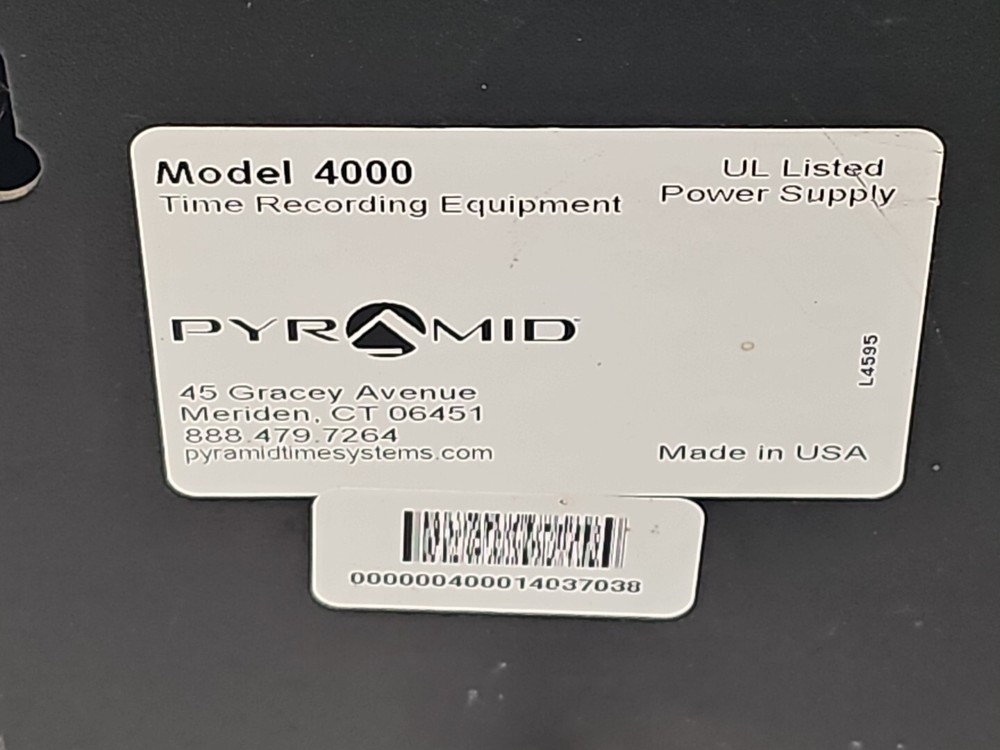 Model 4000
Time Recording Equipment
UL Listed
Power Supply
PYRAMID
45 Gracey Avenue
Meriden, CT 06451
888.479.7264
pyramidtimesystems.com
L4595
Made in USA
000000400014037038